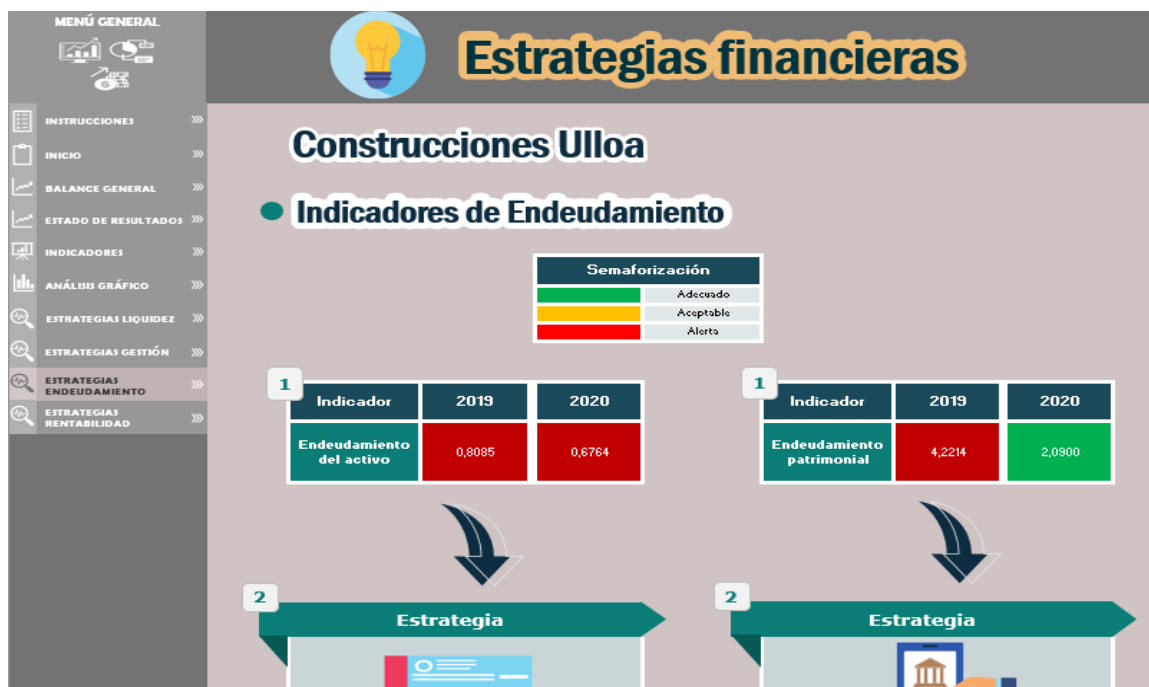 MENÚ GENERAL
Estrategias financieras
INSTRUCCIONES
INICIO
BALANCE GENERAL
ESTADO DE RESULTADOS
INDICADORES
ANÁLISIS GRÁFICO
ESTRATEGIAS LIQUIDEZ
ESTRATEGIAS GESTIÓN
ESTRATEGIAS
ENDEUDAMIENTO
ESTRATEGIAS
RENTABILIDAD
Construcciones Ulloa
Indicadores de Endeudamiento
Semaforización
Adecuado
Aceptable
Alerta
1
Indicador 2019 2020
Endeudamiento
del activo 0,8085 0,6764
1
Indicador 2019 2020
Endeudamiento
patrimonial 4,2214 2,0900
2
Estrategia
2
Estrategia